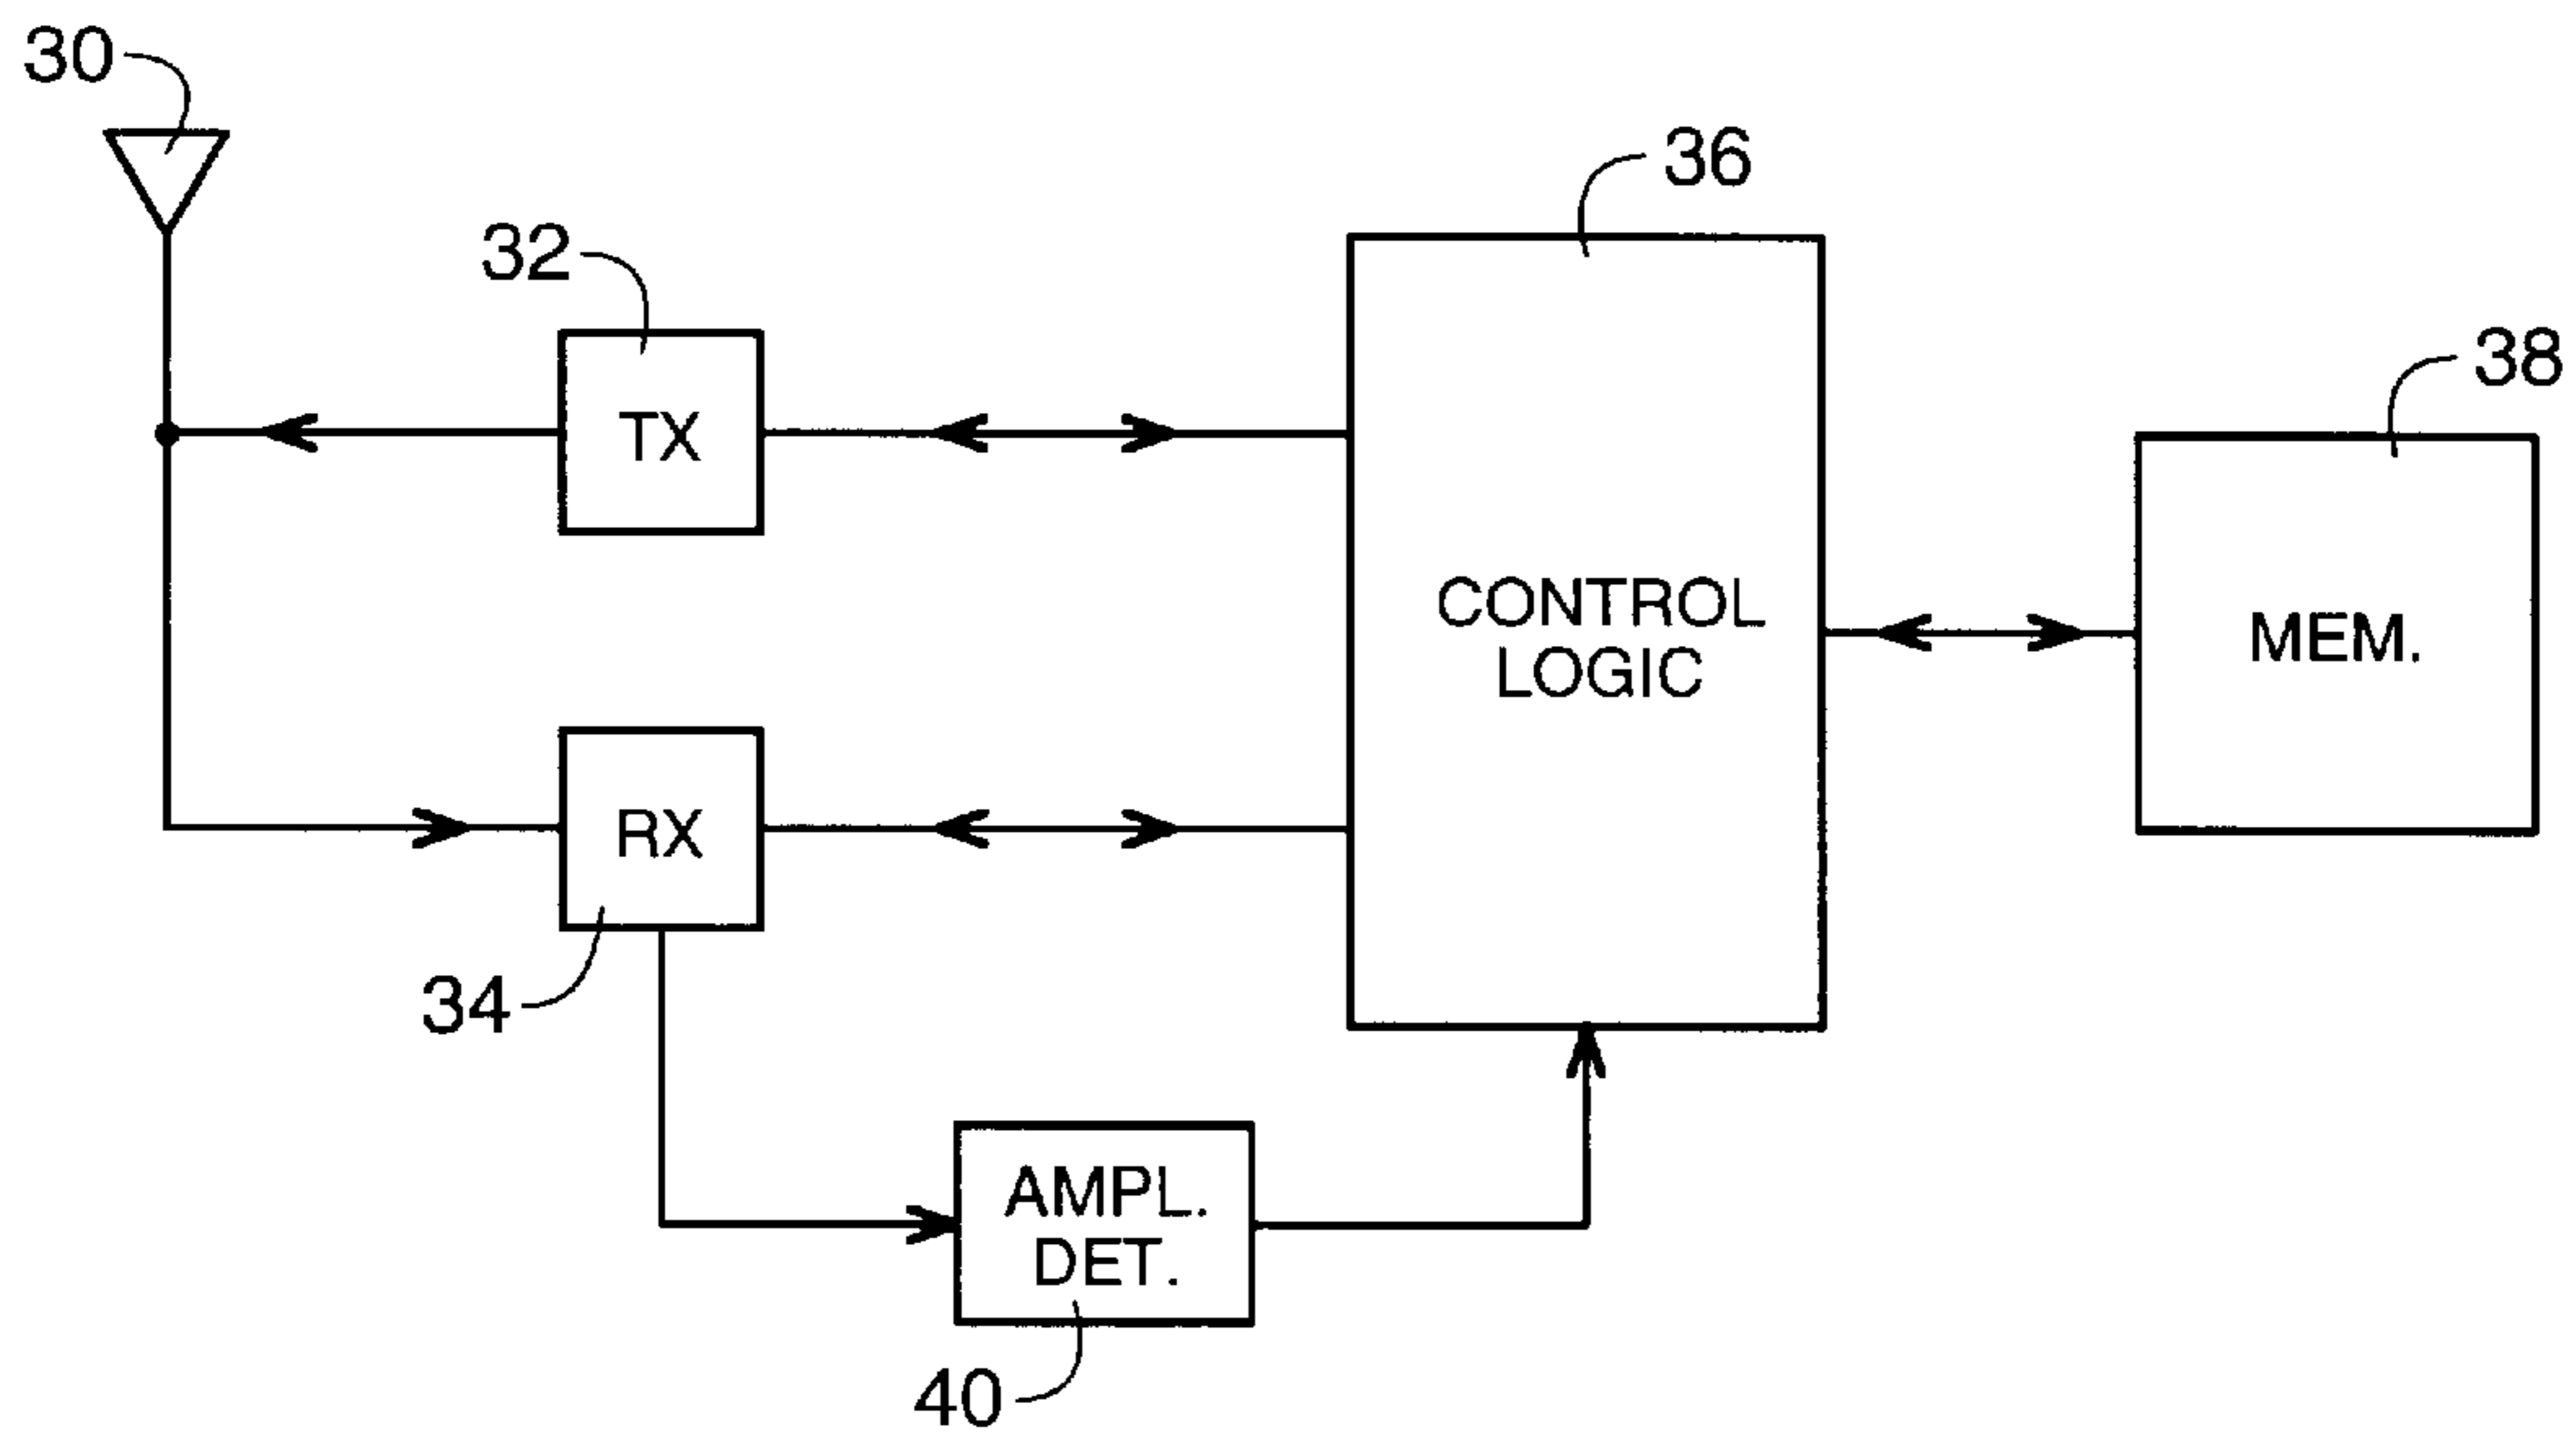 30
36
32
38
TX
CONTROL
LOGIC
MEM.
RX
34
AMPL.
DET.
40